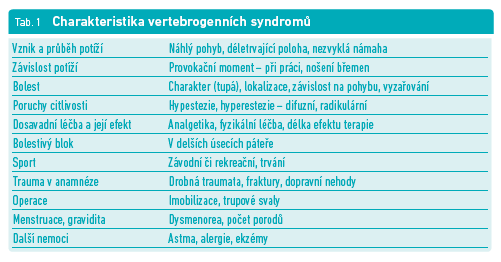 Tab. 1 Charakteristika vertebrogenních syndromů
Vznik a průběh potíží Náhlý pohyb, déletrvající poloha, nezvyklá námaha
Závislost potíží Provokační moment – při práci, nošení břemen
Bolest Charakter (tupá), lokalizace, závislost na pohybu, vyzařování
Poruchy citlivosti Hypestezie, hyperestezie – difuzní, radikulární
Dosavadní léčba a její efekt Analgetika, fyzikální léčba, délka efektu terapie
Bolestivý blok V delších úsecích páteře
Sport Závodní či rekreační, trvání
Trauma v anamnéze Drobná traumata, fraktury, dopravní nehody
Operace Imobilizace, trupové svaly
Menstruace, gravidita Dysmenorea, počet porodů
Další nemoci Astma, alergie, ekzémy